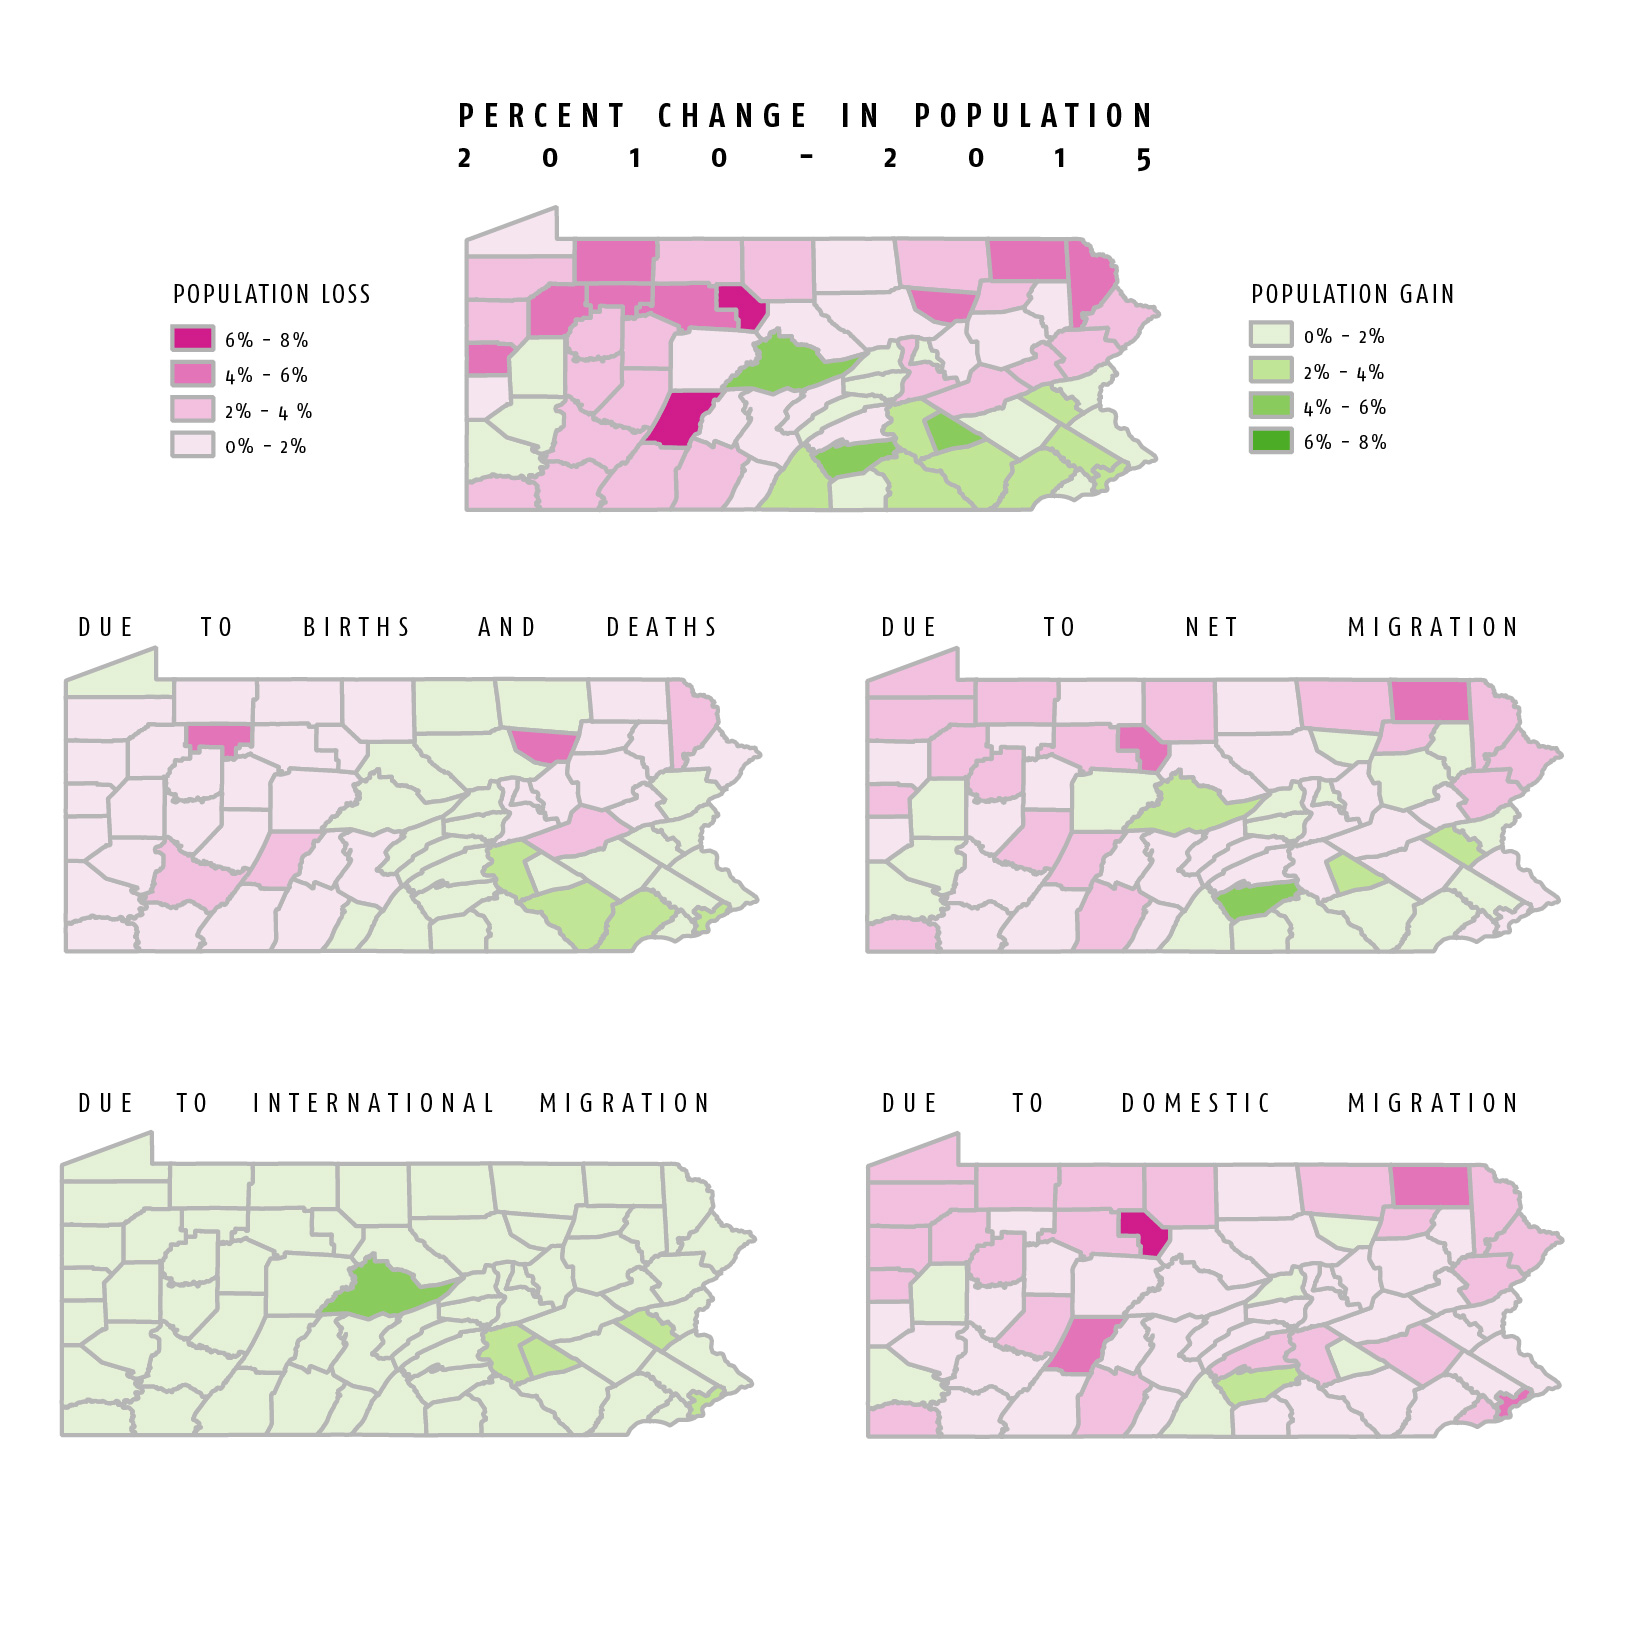 PERCENT CHANGE IN POPULATION
2010-2015
POPULATION LOSS
6% - 8%
4% - 6%
2% - 4 %
0% - 2%
POPULATION GAIN
0% - 2%
2% - 4%
4% - 6%
6% - 8%
DUE TO BIRTHS AND DEATHS
DUE TO NET MIGRATION
DUE TO INTERNATIONAL MIGRATION
DUE TO DOMESTIC MIGRATION